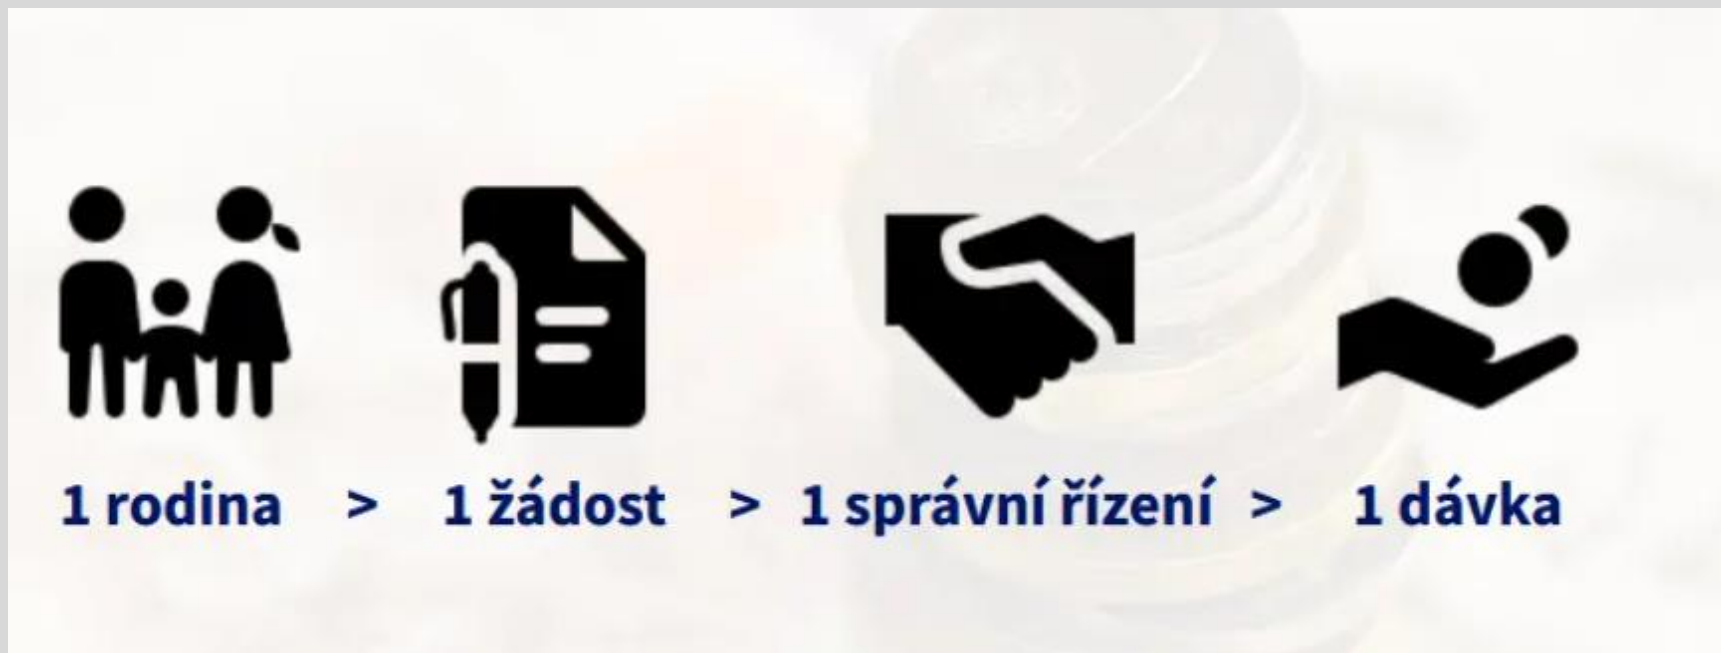 1 rodina > 1 žádost > 1 správní řízení > 1 dávka